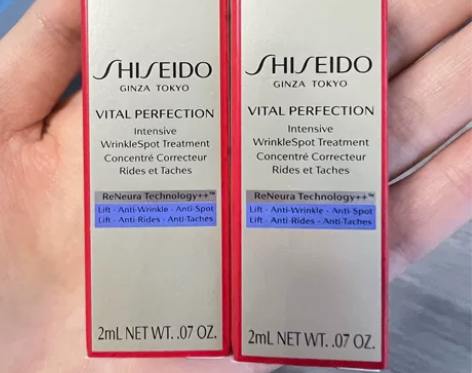 SHISEIDO
GINZA TOKYO
VITAL PERFECTION
Intensive
WrinkleSpot Treatment
Concentré Correcteur
Rides et Taches
ReNeura Technology++™
Lift - Anti-Wrinkle - Anti-Spot
Lift - Anti-Rides - Anti-Taches
2mL NET WT. .07 OZ.
SHISEIDO
GINZA TOKYO
VITAL PERFECTION
Intensive
WrinkleSpot Treatment
Concentré Correcteur
Rides et Taches
ReNeura Technology++™
Lift - Anti-Wrinkle - Anti-Spot
Lift - Anti-Rides - Anti-Taches
2mL NET WT. .07 OZ.